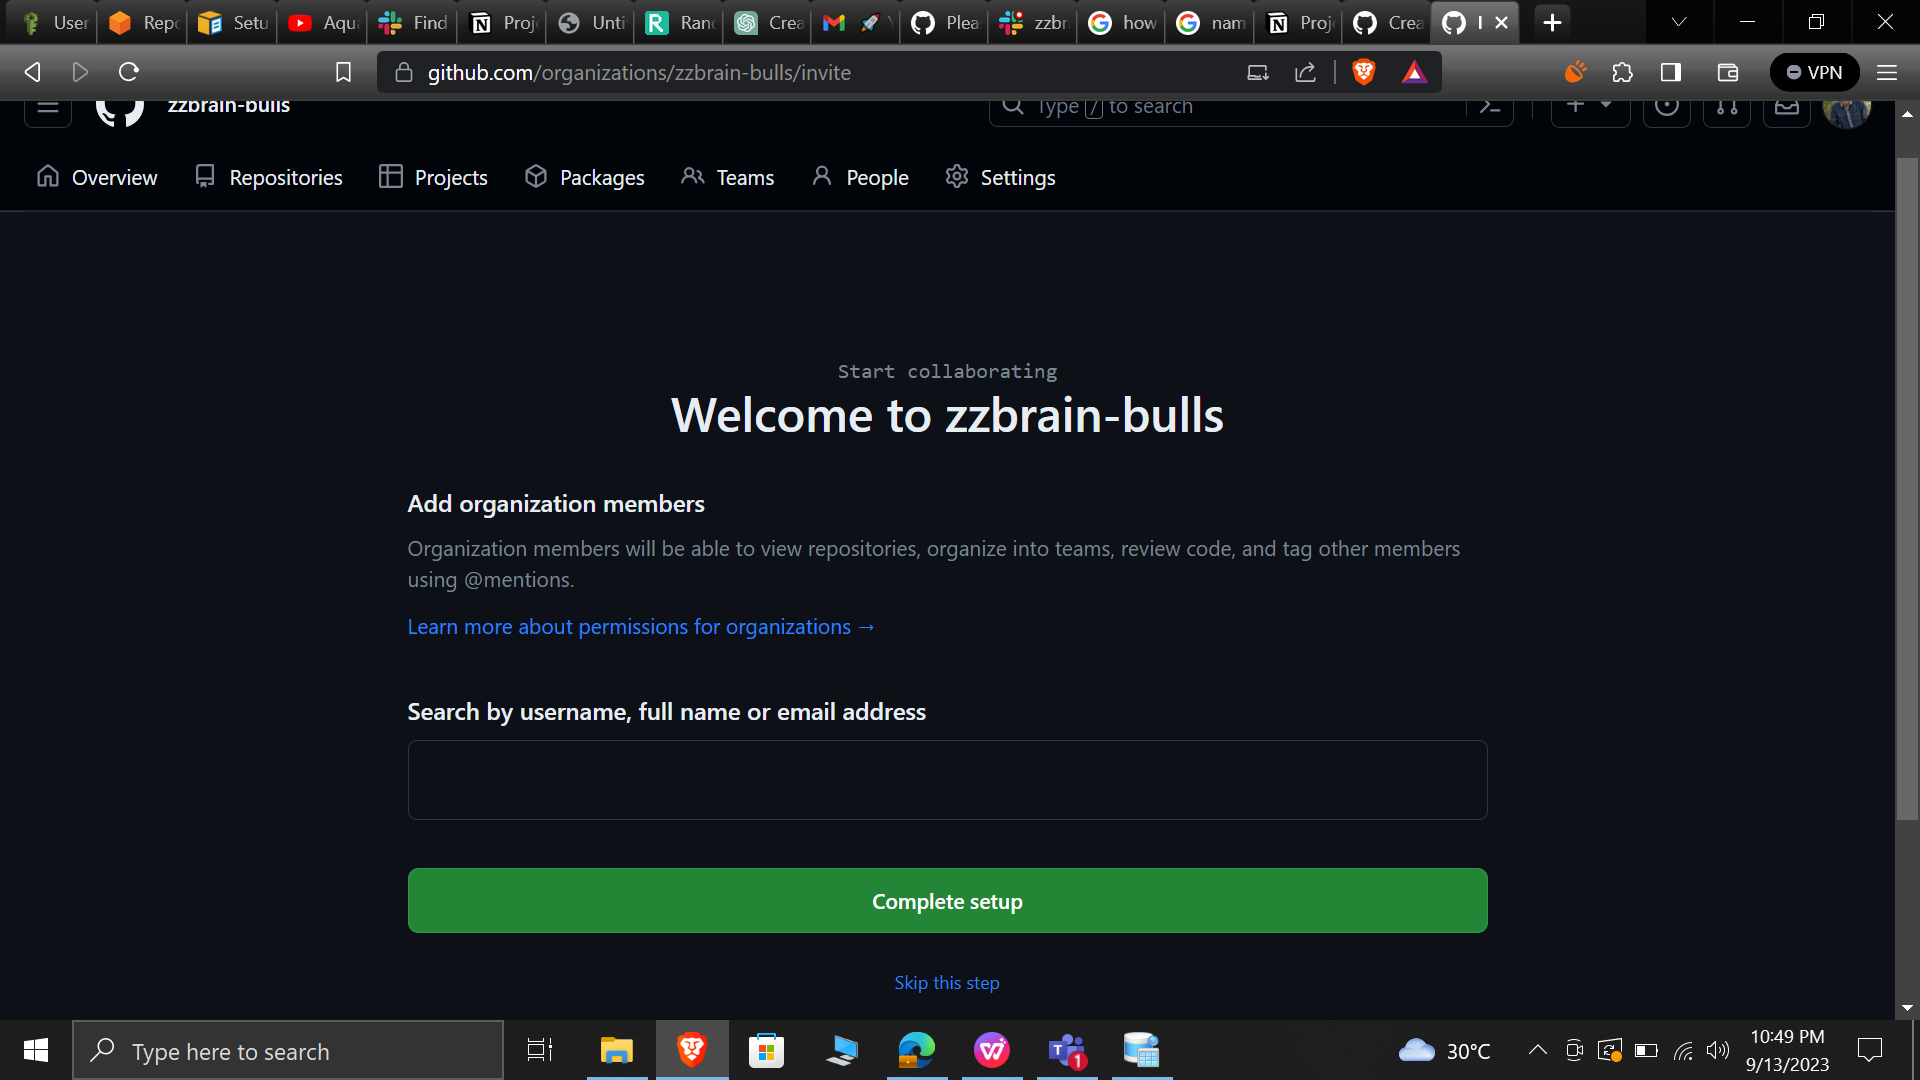 User
Repo
Setu
Aqua
Find
Proj
Unti
Ranc
Crea
Plea
zzbr
how
nam
Proj
Crea
github.com/organizations/zzbrain-bulls/invite
VPN
zzbrain-bulls
Type / to search
Overview
Repositories
Projects
Packages
Teams
People
Settings
Start collaborating
Welcome to zzbrain-bulls
Add organization members
Organization members will be able to view repositories, organize into teams, review code, and tag other members
using @mentions.
Learn more about permissions for organizations →
Search by username, full name or email address
Complete setup
Skip this step
Type here to search
1
30°C
10:49 PM
9/13/2023